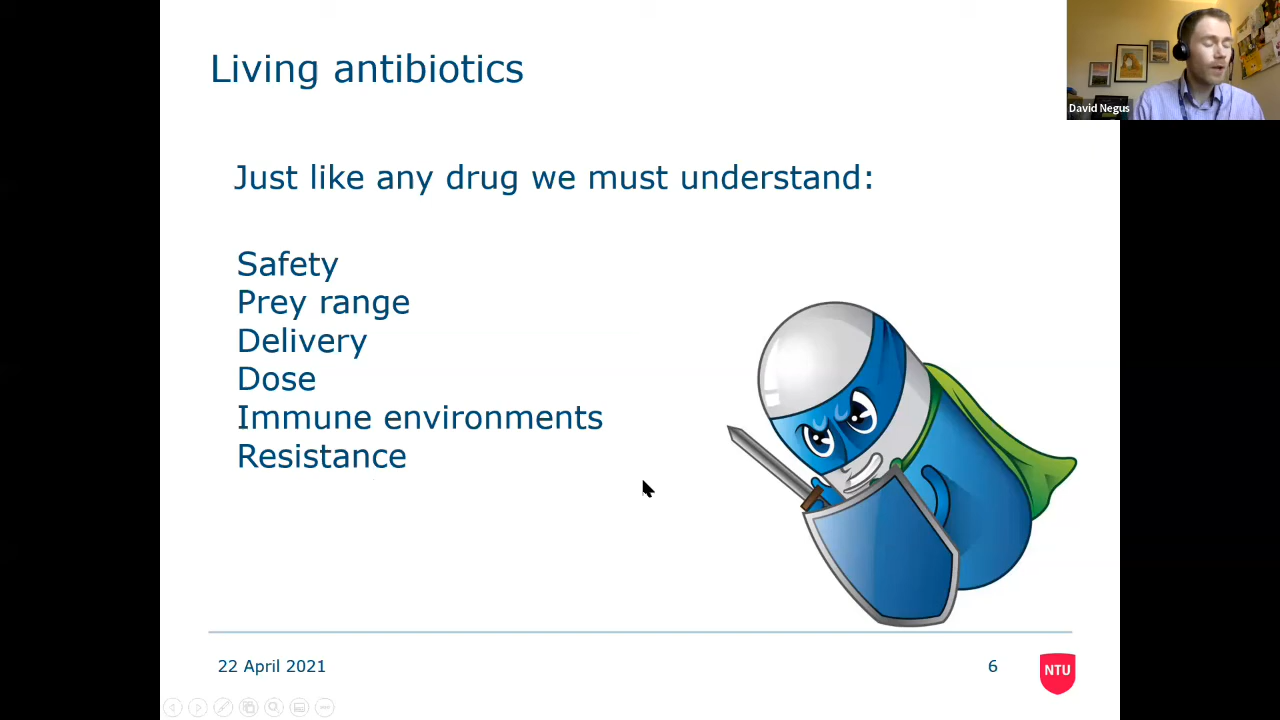 Living antibiotics
David Negus
Just like any drug we must understand:
Safety
Prey range
Delivery
Dose
Immune environments
Resistance
22 April 2021
6
NTU